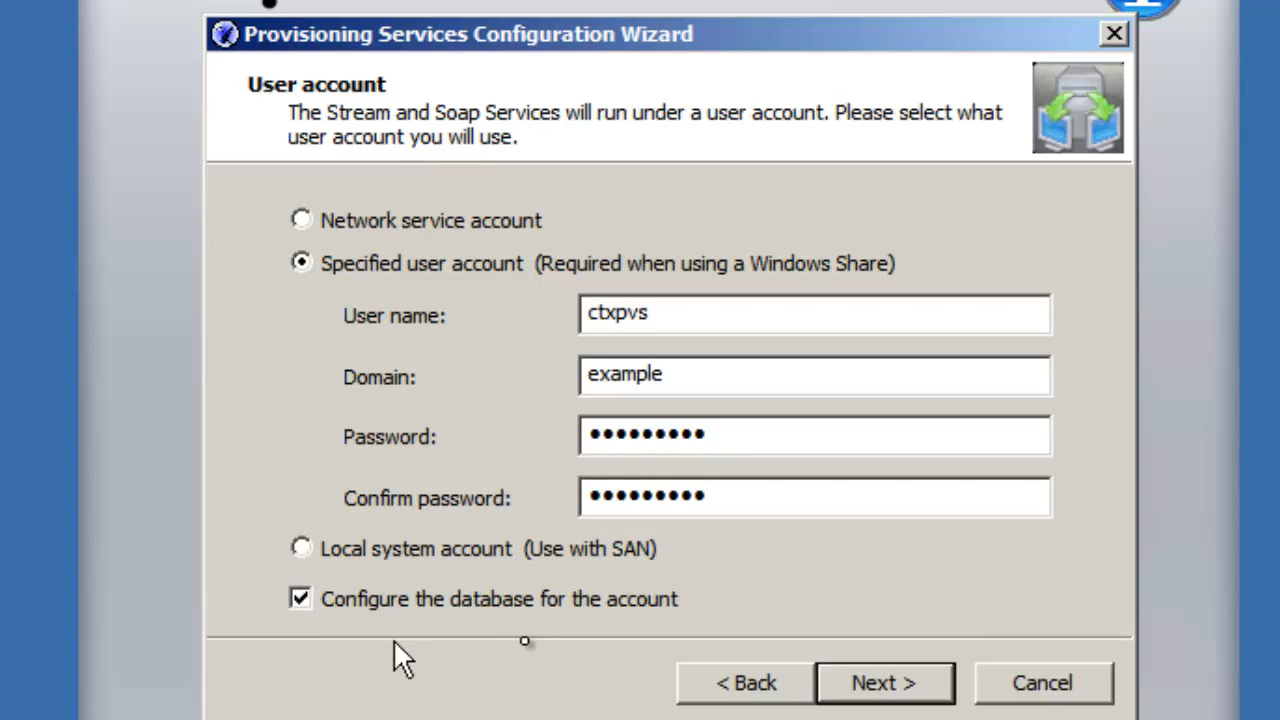 Provisioning Services Configuration Wizard
User account
The Stream and Soap Services will run under a user account. Please select what
user account you will use.
Network service account
Specified user account (Required when using a Windows Share)
User name: ctxpvs
Domain: example
Password: •••••••••
Confirm password: •••••••••
Local system account (Use with SAN)
Configure the database for the account
< Back Next > Cancel